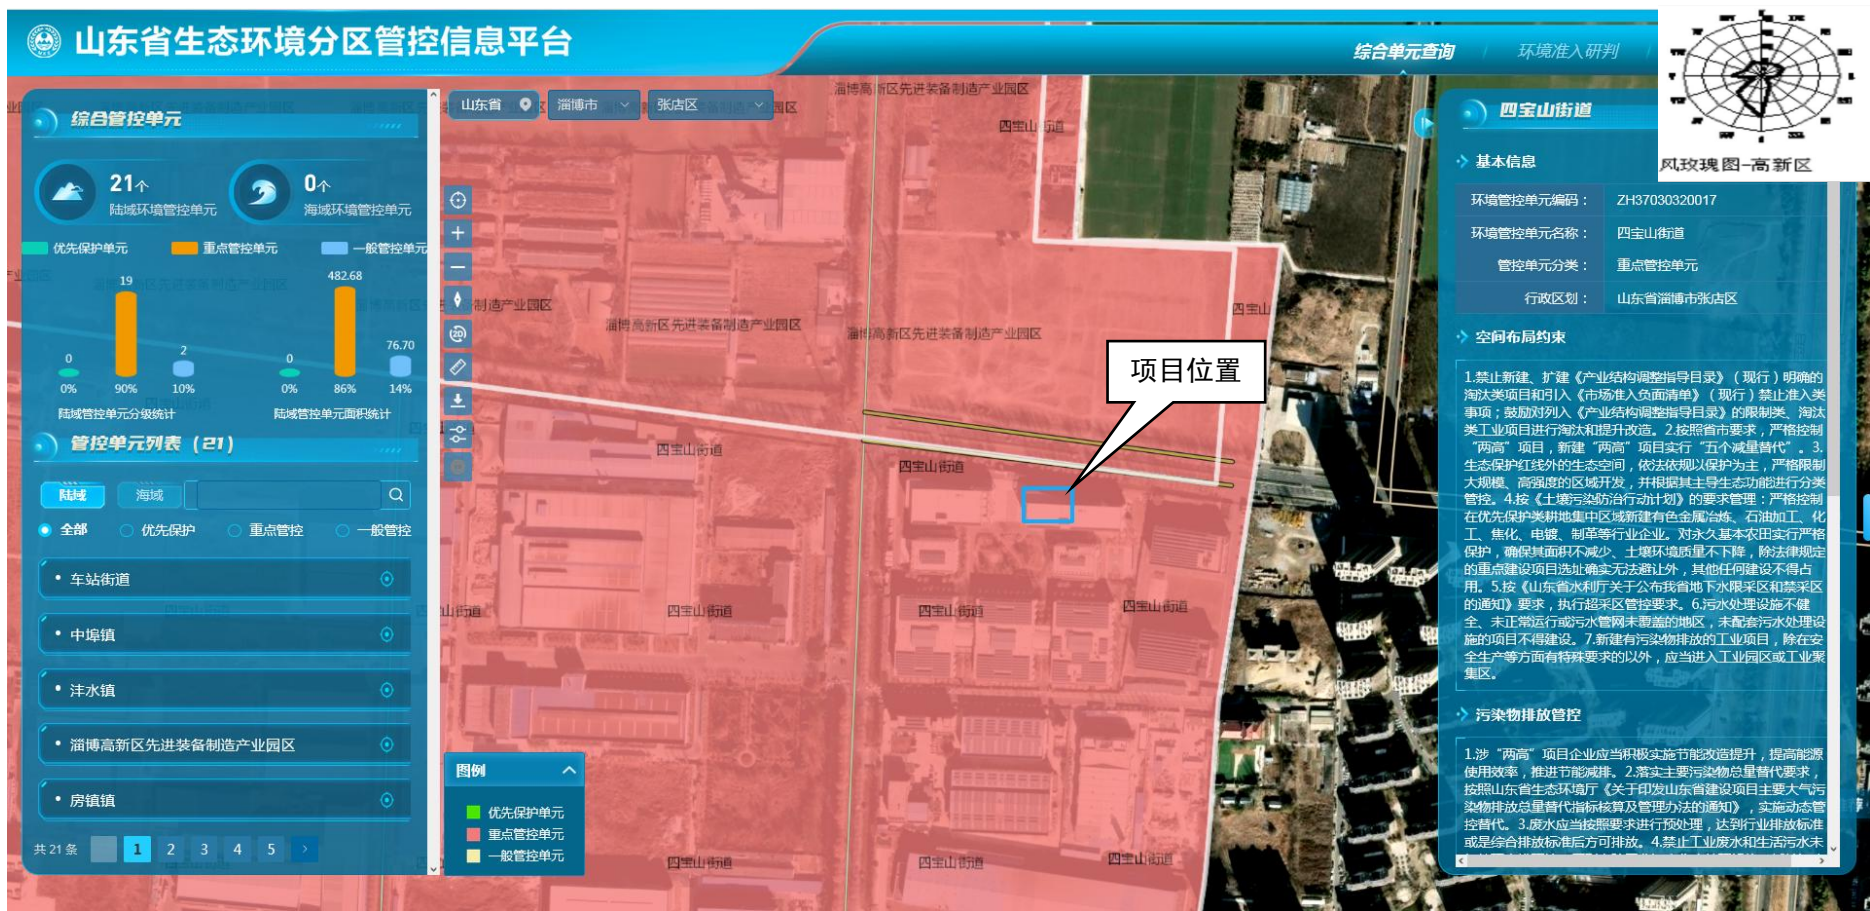 山东省生态环境分区管控信息平台
综合单元查询
环境准入研判
风玫瑰图-高新区
综合管控单元
21个
陆域环境管控单元
0个
海域环境管控单元
优先保护单元
重点管控单元
一般管控单元
19
482.68
0
2
0
76.70
0%
90%
10%
0%
86%
14%
陆域管控单元分级统计
陆域管控单元面积统计
管控单元列表（21）
陆域
海域
全部
优先保护
重点管控
一般管控
车站街道
中埠镇
沣水镇
淄博高新区先进装备制造产业园区
房镇镇
共21条
1
2
3
4
5
山东省
淄博市
张店区
2D
淄博高新区先进装备制造产业园区
四宝山街道
淄博高新区先进装备制造产业园区
淄博高新区先进装备制造产业园区
四宝山
项目位置
四宝山街道
四宝山街道
四宝山街道
四宝山街道
四宝山街道
四宝山街道
四宝山街道
四宝山街道
图例
优先保护单元
重点管控单元
一般管控单元
四宝山街道
基本信息
环境管控单元编码：
ZH37030320017
环境管控单元名称：
四宝山街道
管控单元分类：
重点管控单元
行政区划：
山东省淄博市张店区
空间布局约束
1.禁止新建、扩建《产业结构调整指导目录》（现行）明确的
淘汰类项目和引入《市场准入负面清单》（现行）禁止准入类
事项；鼓励对列入《产业结构调整指导目录》的限制类、淘汰
类工业项目进行淘汰和提升改造。2.按照省市要求，严格控制
“两高”项目，新建“两高”项目实行“五个减量替代”。3.
生态保护红线外的生态空间，依法依规以保护为主，严格限制
大规模、高强度的区域开发，并根据其主导生态功能进行分类
管控。4.按《土壤污染防治行动计划》的要求管理：严格控制
在优先保护类耕地集中区域新建有色金属冶炼、石油加工、化
工、焦化、电镀、制革等行业企业。对永久基本农田实行严格
保护，确保其面积不减少、土壤环境质量不下降，除法律规定
的重点建设项目选址确实无法避让外，其他任何建设不得占
用。5.按《山东省水利厅关于公布我省地下水限采区和禁采区
的通知》要求，执行超采区管控要求。6.污水处理设施不健
全、未正常运行或污水管网未覆盖的地区，未配套污水处理设
施的项目不得建设。7.新建有污染物排放的工业项目，除在安
全生产等方面有特殊要求的以外，应当进入工业园区或工业聚
集区。
污染物排放管控
1.涉“两高”项目企业应当积极实施节能改造提升，提高能源
使用效率，推进节能减排。2.落实主要污染物总量替代要求，
按照山东省生态环境厅《关于印发山东省建设项目主要大气污
染物排放总量替代指标核算及管理办法的通知》，实施动态管
控替代。3.废水应当按照要求进行预处理，达到行业排放标准
或是综合排放标准后方可排放。4.禁止工业废水和生活污水未